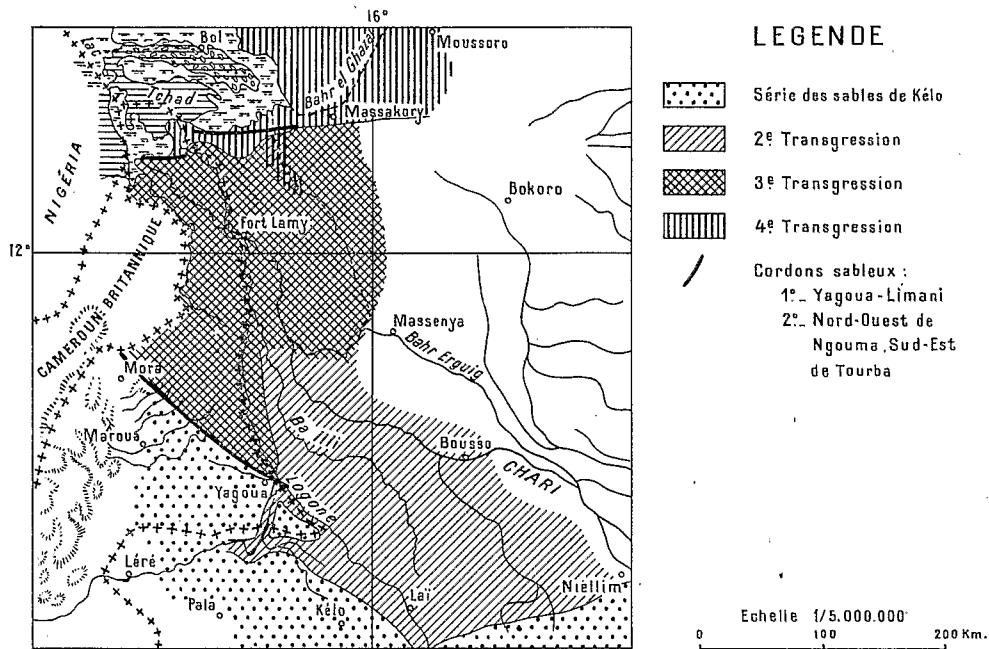 16°
LEGENDE
Bol
Lac
Tchad
Bahr el Ghazal
Moussoro
Massakory
Série des sables de Kélo
2e Transgression
3e Transgression
4e Transgression
NIGÉRIA
Bokoro
Fort Lamy
12°
CAMEROUN-BRITANNIQUE
Cordons sableux :
1°_ Yagoua-Limani
2°_ Nord-Ouest de
Ngouma, Sud-Est
de Tourba
Massenya
Bahr Erguig
Mora
Maroua
Bousso
CHARI
Yagoua
Logone
Léré
Pala
Kélo
Laï
Niellim
Echelle 1/5.000.000
0 100 200 Km.